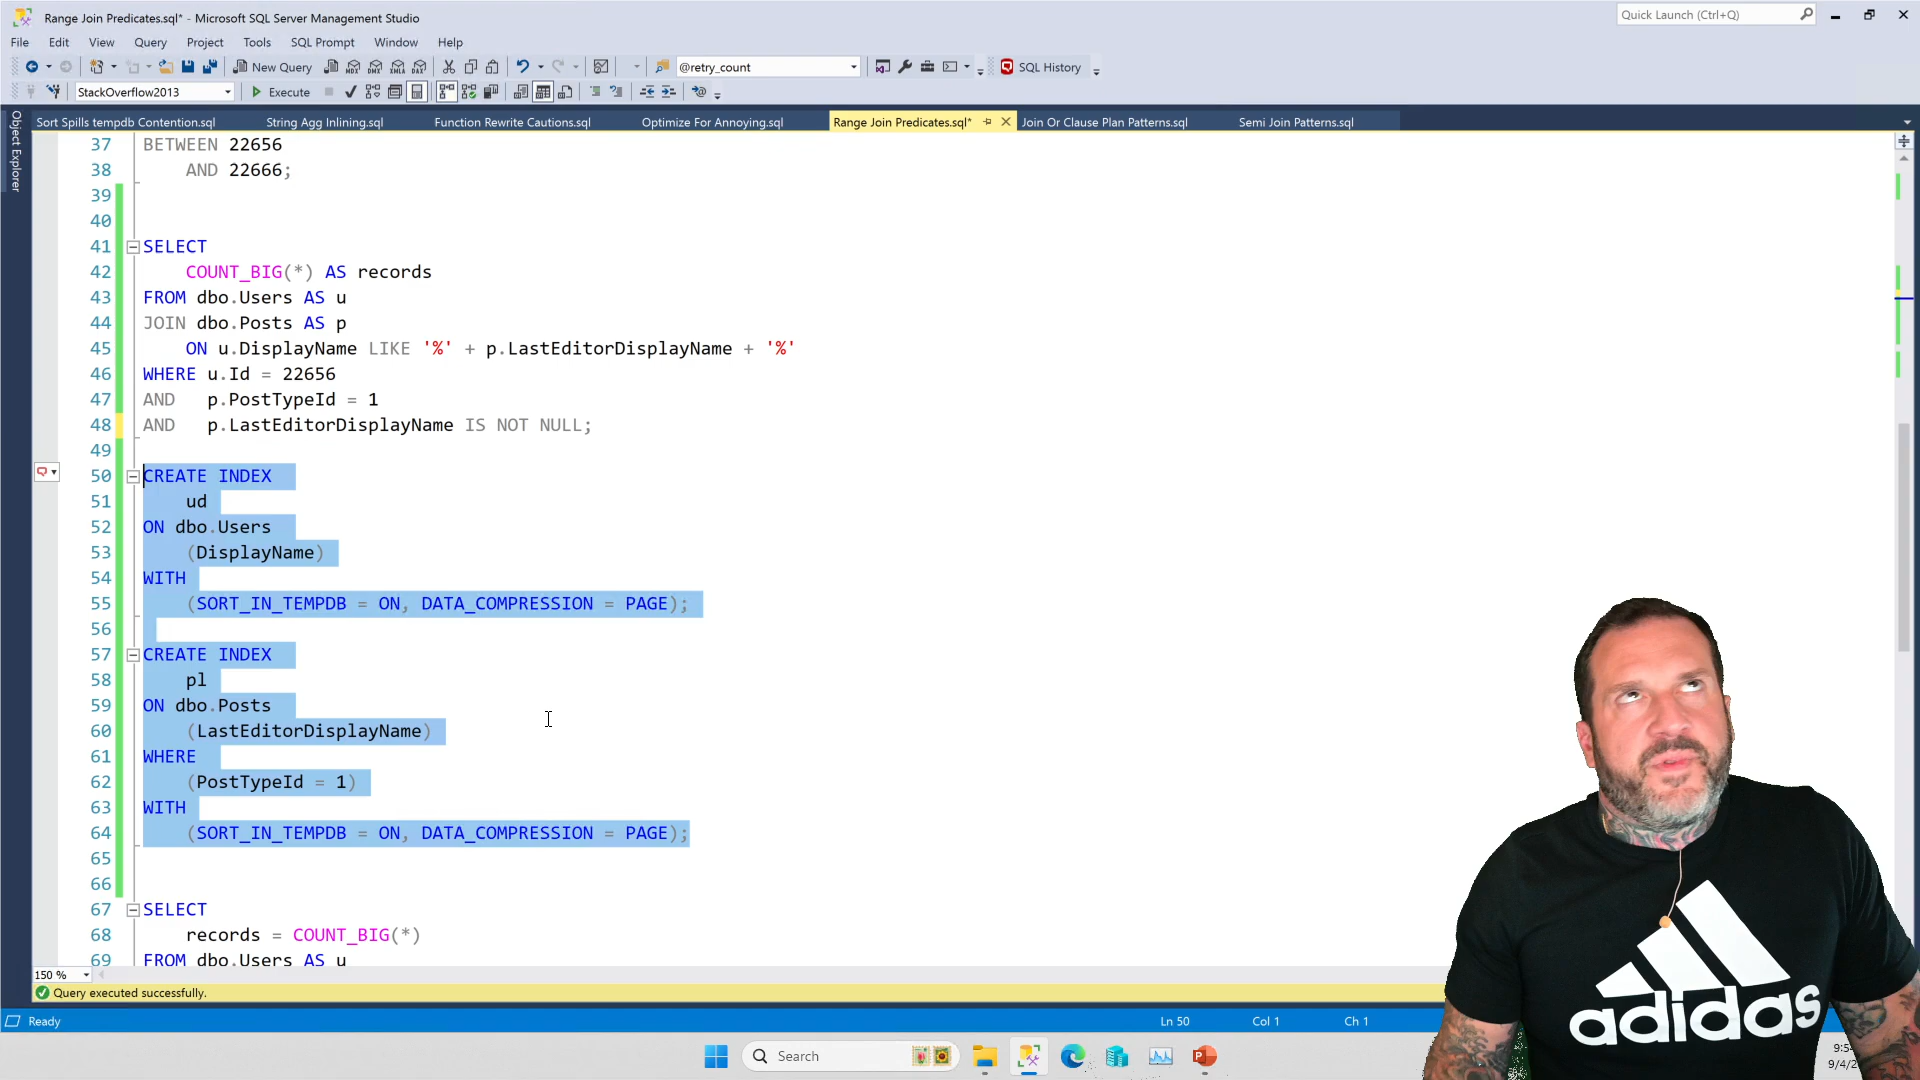 Range Join Predicates.sql* - Microsoft SQL Server Management Studio
Quick Launch (Ctrl+Q)
File Edit View Query Project Tools SQL Prompt Window Help
New Query
MDX DMX XMLA DAX
@retry_count
SQL History
StackOverflow2013
Execute
Sort Spills tempdb Contention.sql
String Agg Inlining.sql
Function Rewrite Cautions.sql
Optimize For Annoying.sql
Range Join Predicates.sql*
Join Or Clause Plan Patterns.sql
Semi Join Patterns.sql
Object Explorer
37 BETWEEN 22656
38 AND 22666;
39
40
41 SELECT
42 COUNT_BIG(*) AS records
43 FROM dbo.Users AS u
44 JOIN dbo.Posts AS p
45 ON u.DisplayName LIKE '%' + p.LastEditorDisplayName + '%'
46 WHERE u.Id = 22656
47 AND p.PostTypeId = 1
48 AND p.LastEditorDisplayName IS NOT NULL;
49
50 CREATE INDEX
51 ud
52 ON dbo.Users
53 (DisplayName)
54 WITH
55 (SORT_IN_TEMPDB = ON, DATA_COMPRESSION = PAGE);
56
57 CREATE INDEX
58 pl
59 ON dbo.Posts
60 (LastEditorDisplayName)
61 WHERE
62 (PostTypeId = 1)
63 WITH
64 (SORT_IN_TEMPDB = ON, DATA_COMPRESSION = PAGE);
65
66
67 SELECT
68 records = COUNT_BIG(*)
69 FROM dbo.Users AS u
150 %
Query executed successfully.
Ready
Ln 50
Col 1
Ch 1
Search
adidas